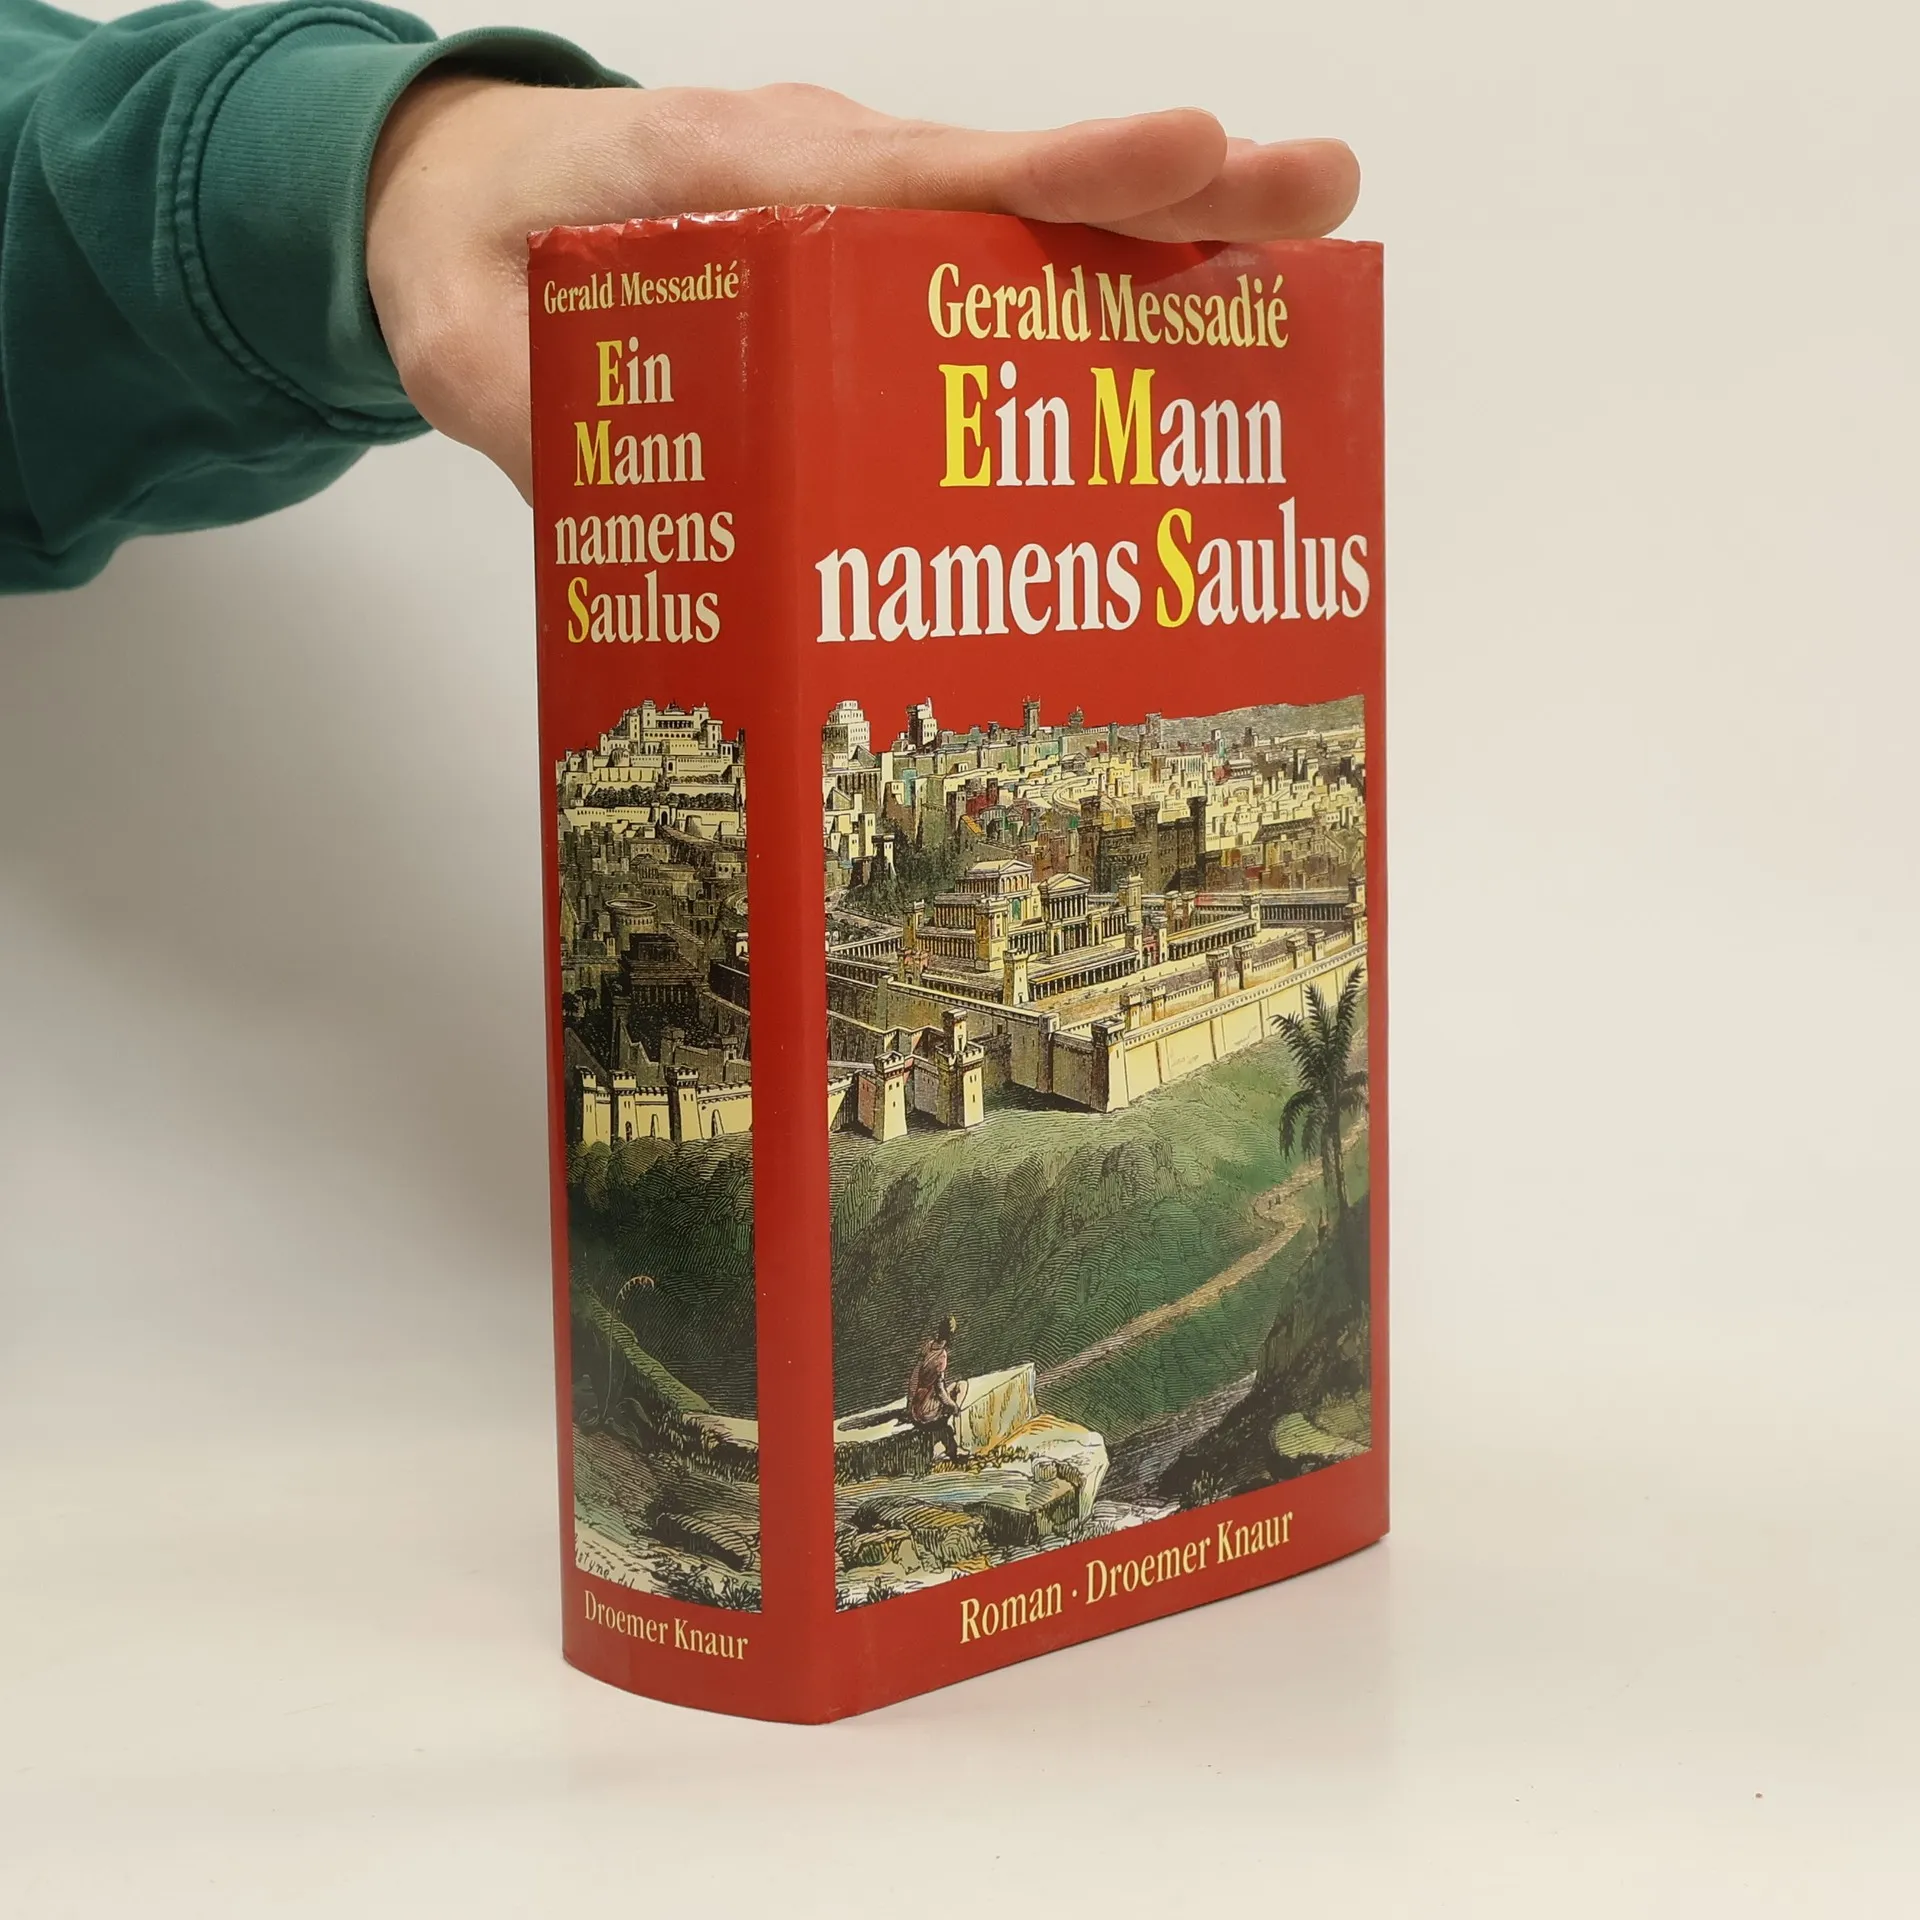 Gerald Messadié
Ein
Mann
namens
Saulus
Droemer Knaur
Gerald Messadié
Ein Mann
namens Saulus
Roman · Droemer Knaur